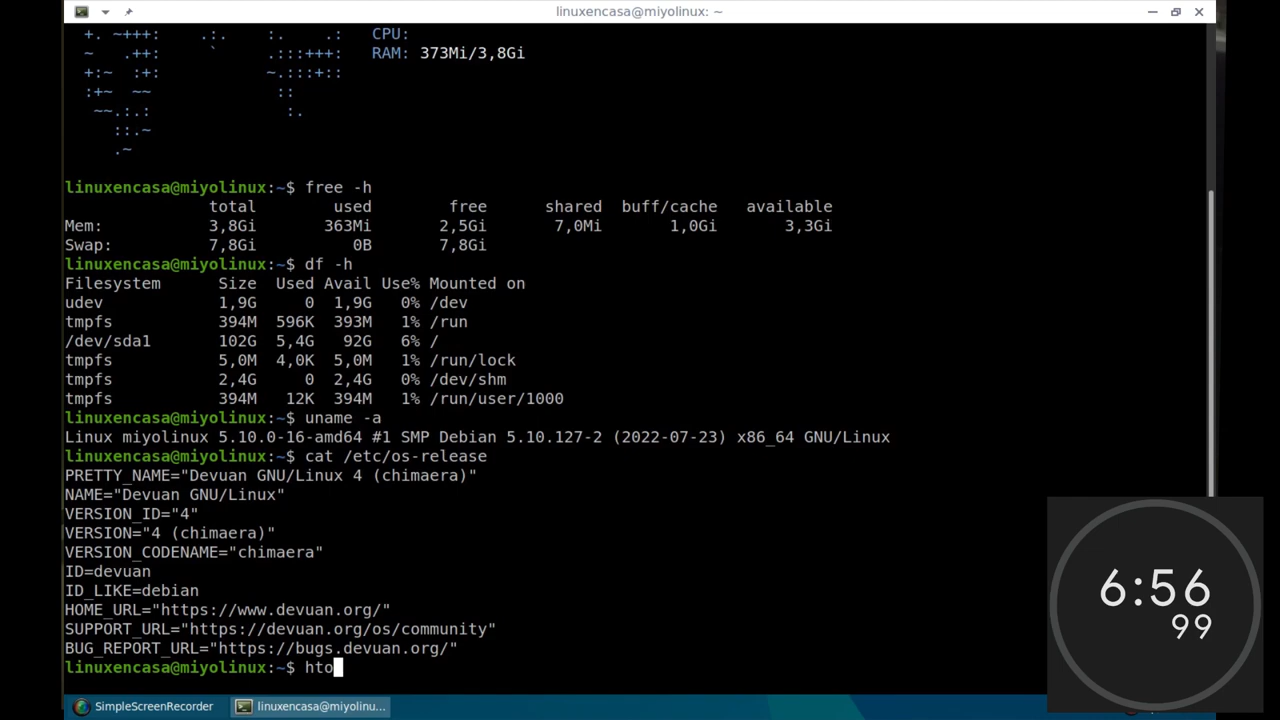 linuxencasa@miyolinux: ~
+. ~+++:    .:.    :.    .:    CPU:
~   .++:     `     .:::+++:    RAM: 373Mi/3,8Gi
+:~  :+:           ~.:::+::
:+~  ~~             ::
~~.:.:              :.
::.~
.~
linuxencasa@miyolinux:~$ free -h
total        used        free      shared  buff/cache   available
Mem:          3,8Gi       363Mi       2,5Gi       7,0Mi       1,0Gi       3,3Gi
Swap:         7,8Gi          0B       7,8Gi
linuxencasa@miyolinux:~$ df -h
Filesystem      Size  Used Avail Use% Mounted on
udev            1,9G     0  1,9G   0% /dev
tmpfs           394M  596K  393M   1% /run
/dev/sda1       102G  5,4G   92G   6% /
tmpfs           5,0M  4,0K  5,0M   1% /run/lock
tmpfs           2,4G     0  2,4G   0% /dev/shm
tmpfs           394M   12K  394M   1% /run/user/1000
linuxencasa@miyolinux:~$ uname -a
Linux miyolinux 5.10.0-16-amd64 #1 SMP Debian 5.10.127-2 (2022-07-23) x86_64 GNU/Linux
linuxencasa@miyolinux:~$ cat /etc/os-release
PRETTY_NAME="Devuan GNU/Linux 4 (chimaera)"
NAME="Devuan GNU/Linux"
VERSION_ID="4"
VERSION="4 (chimaera)"
VERSION_CODENAME="chimaera"
ID=devuan
ID_LIKE=debian
HOME_URL="https://www.devuan.org/"
SUPPORT_URL="https://devuan.org/os/community"
BUG_REPORT_URL="https://bugs.devuan.org/"
linuxencasa@miyolinux:~$ hto
6:56
99
SimpleScreenRecorder
linuxencasa@miyolinu...